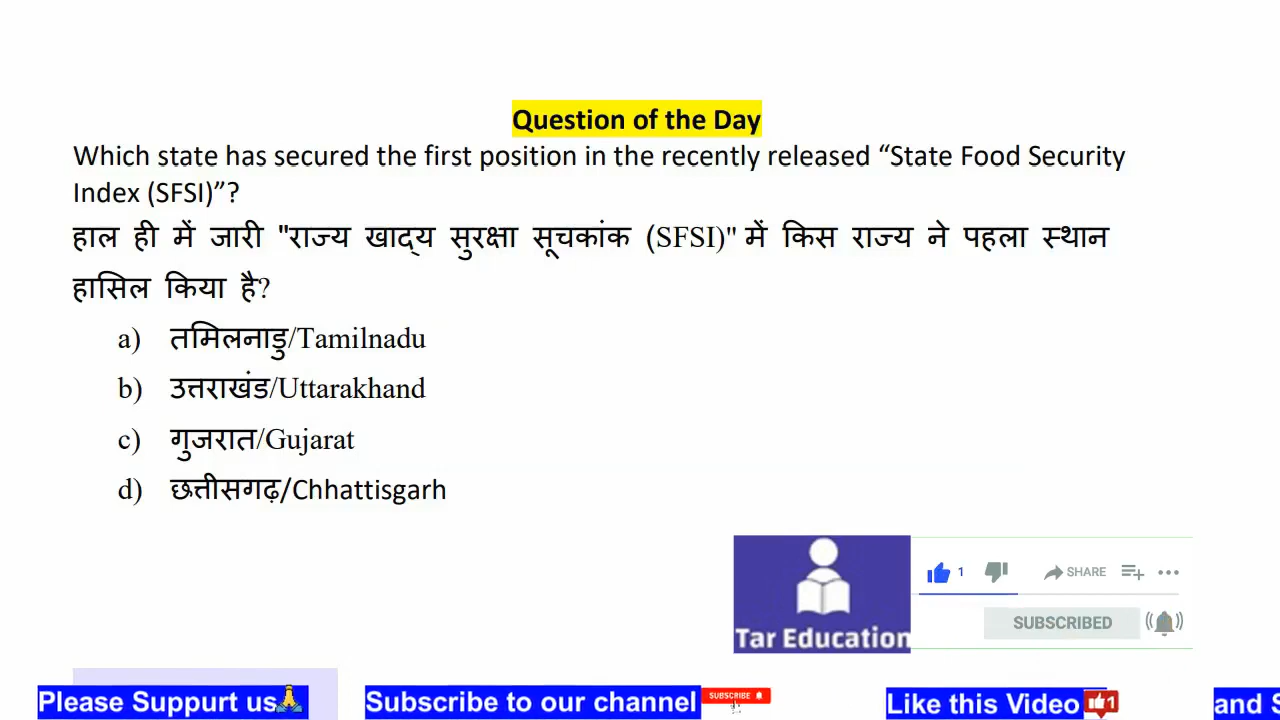 Question of the Day
Which state has secured the first position in the recently released “State Food Security
Index (SFSI)”?
हाल ही में जारी "राज्य खाद्य सुरक्षा सूचकांक (SFSI)" में किस राज्य ने पहला स्थान
हासिल किया है?
a) तमिलनाडु/Tamilnadu
b) उत्तराखंड/Uttarakhand
c) गुजरात/Gujarat
d) छत्तीसगढ़/Chhattisgarh
1 SHARE
SUBSCRIBED
Tar Education
Please Suppurt us Subscribe to our channel SUBSCRIBE Like this Video 1 and S